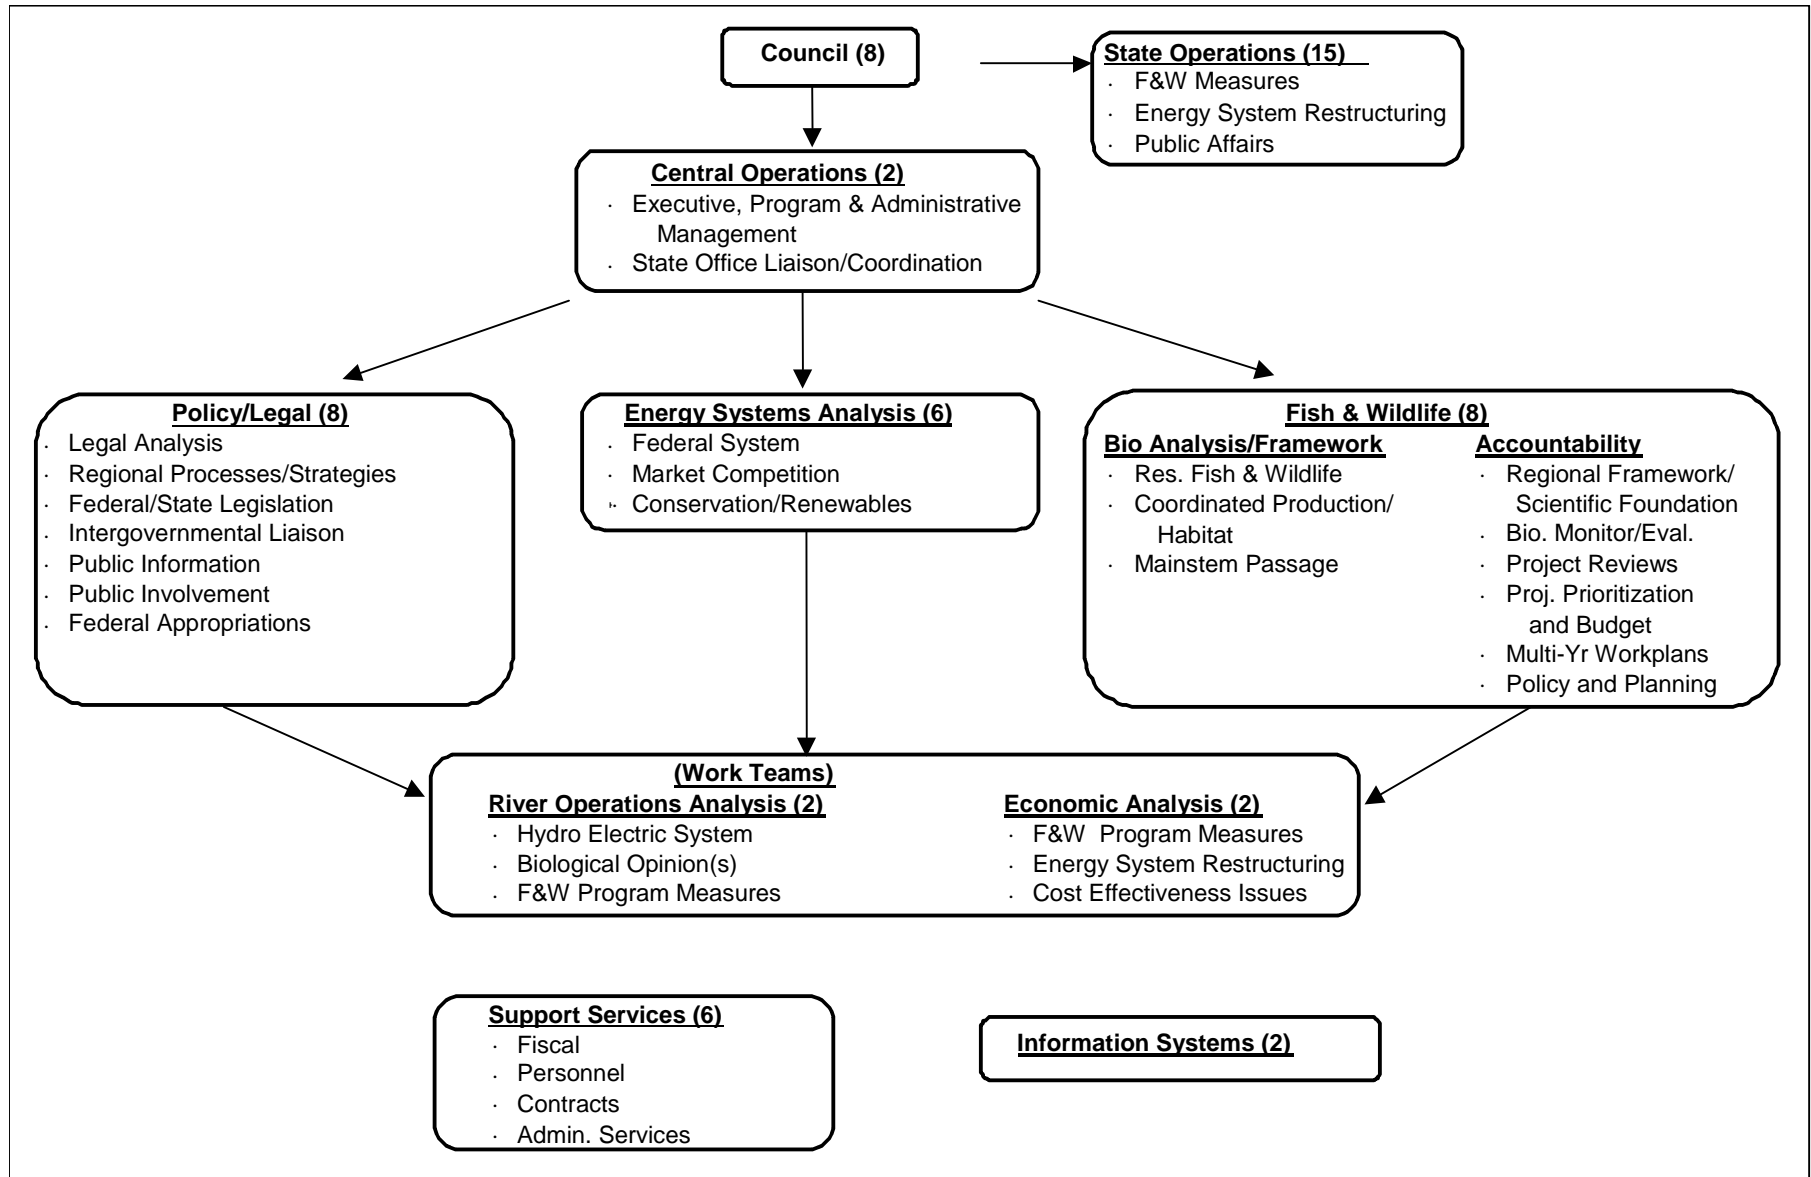 Council (8)
State Operations (15)
· F&W Measures
· Energy System Restructuring
· Public Affairs
Central Operations (2)
· Executive, Program & Administrative
Management
· State Office Liaison/Coordination
Policy/Legal (8)
· Legal Analysis
· Regional Processes/Strategies
· Federal/State Legislation
· Intergovernmental Liaison
· Public Information
· Public Involvement
· Federal Appropriations
Energy Systems Analysis (6)
· Federal System
· Market Competition
· Conservation/Renewables
Fish & Wildlife (8)
Bio Analysis/Framework
· Res. Fish & Wildlife
· Coordinated Production/
Habitat
· Mainstem Passage
Accountability
· Regional Framework/
Scientific Foundation
· Bio. Monitor/Eval.
· Project Reviews
· Proj. Prioritization
and Budget
· Multi-Yr Workplans
· Policy and Planning
(Work Teams)
River Operations Analysis (2)
· Hydro Electric System
· Biological Opinion(s)
· F&W Program Measures
Economic Analysis (2)
· F&W  Program Measures
· Energy System Restructuring
· Cost Effectiveness Issues
Support Services (6)
· Fiscal
· Personnel
· Contracts
· Admin. Services
Information Systems (2)